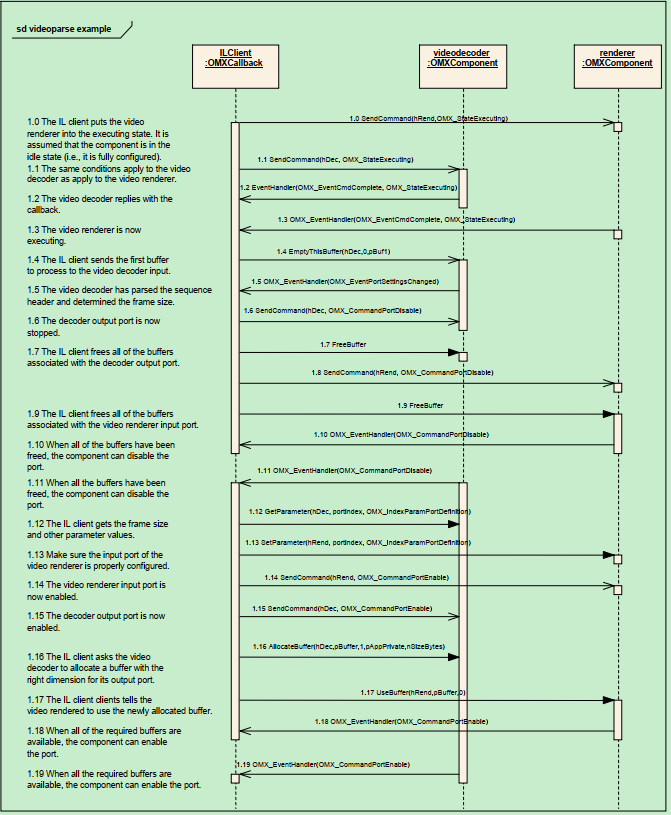 sd videoparse example
ILClient
:OMXCallback
videodecoder
:OMXComponent
renderer
:OMXComponent
1.0 The IL client puts the video
renderer into the executing state. It is
assumed that the component is in the
idle state (i.e., it is fully configured).
1.0 SendCommand(hRend,OMX_StateExecuting)
1.1 The same conditions apply to the video
decoder as apply to the video renderer.
1.1 SendCommand(hDec, OMX_StateExecuting)
1.2 The video decoder replies with the
callback.
1.2 EventHandler(OMX_EventCmdComplete, OMX_StateExecuting)
1.3 The video renderer is now
executing.
1.3 OMX_EventHandler(OMX_EventCmdComplete, OMX_StateExecuting)
1.4 The IL client sends the first buffer
to process to the video decoder input.
1.4 EmptyThisBuffer(hDec,0,pBuf1)
1.5 The video decoder has parsed the sequence
header and determined the frame size.
1.5 OMX_EventHandler(OMX_EventPortSettingsChanged)
1.6 The decoder output port is now
stopped.
1.6 SendCommand(hDec, OMX_CommandPortDisable)
1.7 The IL client frees all of the buffers
associated with the decoder output port.
1.7 FreeBuffer
1.8 SendCommand(hRend, OMX_CommandPortDisable)
1.9 The IL client frees all of the buffers
associated with the video renderer input port.
1.9 FreeBuffer
1.10 When all of the buffers have been
freed, the component can disable the
port.
1.10 OMX_EventHandler(OMX_CommandPortDisable)
1.11 When all the buffers have been
freed, the component can disable the
port.
1.11 OMX_EventHandler(OMX_CommandPortDisable)
1.12 The IL client gets the frame size
and other parameter values.
1.12 GetParameter(hDec, portIndex, OMX_IndexParamPortDefinition)
1.13 Make sure the input port of the
video renderer is properly configured.
1.13 SetParameter(hRend, portIndex, OMX_IndexParamPortDefinition)
1.14 The video renderer input port is
now enabled.
1.14 SendCommand(hRend, OMX_CommandPortEnable)
1.15 The decoder output port is now
enabled.
1.15 SendCommand(hDec, OMX_CommandPortEnable)
1.16 The IL client asks the video
decoder to allocate a buffer with the
right dimension for its output port.
1.16 AllocateBuffer(hDec,pBuffer,1,pAppPrivate,nSizeBytes)
1.17 The IL client clients tells the
video rendered to use the newly allocated buffer.
1.17 UseBuffer(hRend,pBuffer,0)
1.18 When all of the required buffers are
available, the component can enable
the port.
1.18 OMX_EventHandler(OMX_CommandPortEnable)
1.19 When all the required buffers are
available, the component can enable the port.
1.19 OMX_EventHandler(OMX_CommandPortEnable)